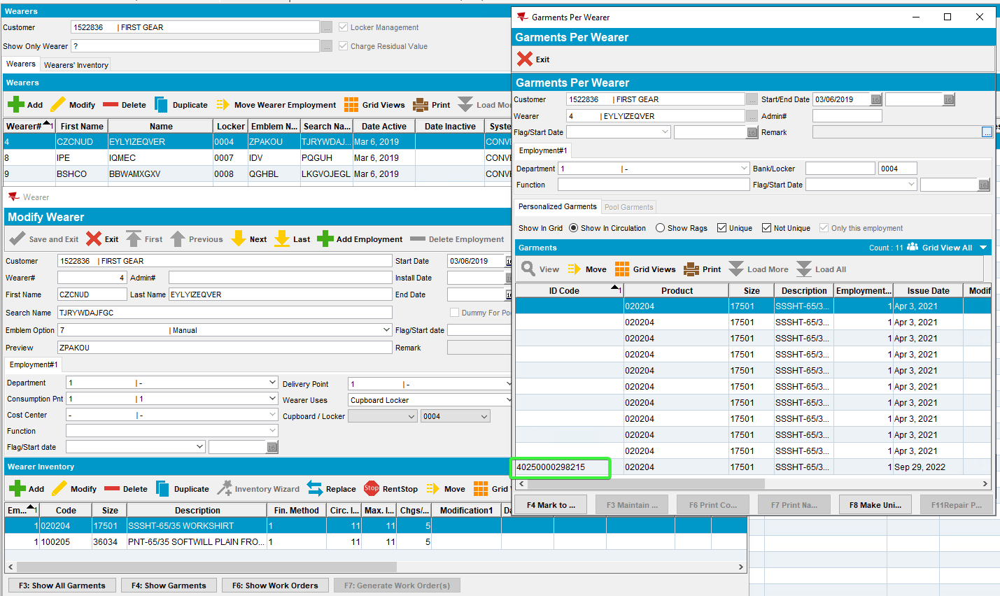 Wearers
Customer 1522836 | FIRST GEAR ... Locker Management
Show Only Wearer ? ... Charge Residual Value
Wearers Wearers' Inventory
Wearers
Add Modify Delete Duplicate Move Wearer Employment Grid Views Print Load Mo
Wearer# 1 First Name Name Locker Emblem N... Search Na... Date Active Date Inactive Syste
4 CZCNUD EYLYIZEQVER 0004 ZPAKOU TJRYWDAJ... Mar 6, 2019 CONVE
8 IPE IQMEC 0007 IDV PQGUH Mar 6, 2019 CONVE
9 BSHCO BBWAMXGXV 0008 QGHBL LKGVOJEGL Mar 6, 2019 CONVE
Wearer
Modify Wearer
Save and Exit Exit First Previous Next Last Add Employment Delete Employment
Customer 1522836 | FIRST GEAR Start Date 03/06/2019
Wearer# 4 Admin# Install Date
First Name CZCNUD Last Name EYLYIZEQVER End Date
Search Name TJRYWDAJFGC Dummy For Po
Emblem Option 7 | Manual Flag/Start date
Preview ZPAKOU Remark
Employment#1
Department 1 | - Delivery Point 1 | -
Consumption Pnt 1 | 1 Wearer Uses Cupboard Locker
Cost Center - | - Cupboard / Locker 0004
Function
Flag/Start date 16
Wearer Inventory
Add Modify Delete Duplicate Inventory Wizard Replace Stop RentStop Move Grid V
Em... 1 Code Size Description Fin. Method Circ. I... Max. I... Chgs/... Modification1 Da
1 020204 17501 SSSHT-65/35 WORKSHIRT 1 11 11 5
1 100205 36034 PNT-65/35 SOFTWILL PLAIN FRO... 1 11 11 5
F3: Show All Garments F4: Show Garments F6: Show Work Orders F7: Generate Work Order(s)
Garments Per Wearer
Garments Per Wearer
Exit
Garments Per Wearer
Customer 1522836 | FIRST GEAR ... Start/End Date 03/06/2019 16 16
Wearer 4 | EYLYIZEQVER ... Admin#
Flag/Start Date 16 Remark ...
Employment#1
Department 1 | - Bank/Locker 0004
Function Flag/Start Date 16
Personalized Garments Pool Garments
Show In Grid Show In Circulation Show Rags Unique Not Unique Only this employment
Garments Count : 11 Grid View All
View Move Grid Views Print Load More Load All
ID Code 1 Product Size Description Employment... Issue Date Modif
020204 17501 SSSHT-65/3... 1 Apr 3, 2021
020204 17501 SSSHT-65/3... 1 Apr 3, 2021
020204 17501 SSSHT-65/3... 1 Apr 3, 2021
020204 17501 SSSHT-65/3... 1 Apr 3, 2021
020204 17501 SSSHT-65/3... 1 Apr 3, 2021
020204 17501 SSSHT-65/3... 1 Apr 3, 2021
020204 17501 SSSHT-65/3... 1 Apr 3, 2021
020204 17501 SSSHT-65/3... 1 Apr 3, 2021
020204 17501 SSSHT-65/3... 1 Apr 3, 2021
020204 17501 SSSHT-65/3... 1 Apr 3, 2021
40250000298215 020204 17501 SSSHT-65/3... 1 Sep 29, 2022
F4 Mark to ... F3 Maintain ... F6 Print Co... F7 Print Na... F8 Make Uni... F11Repair P...